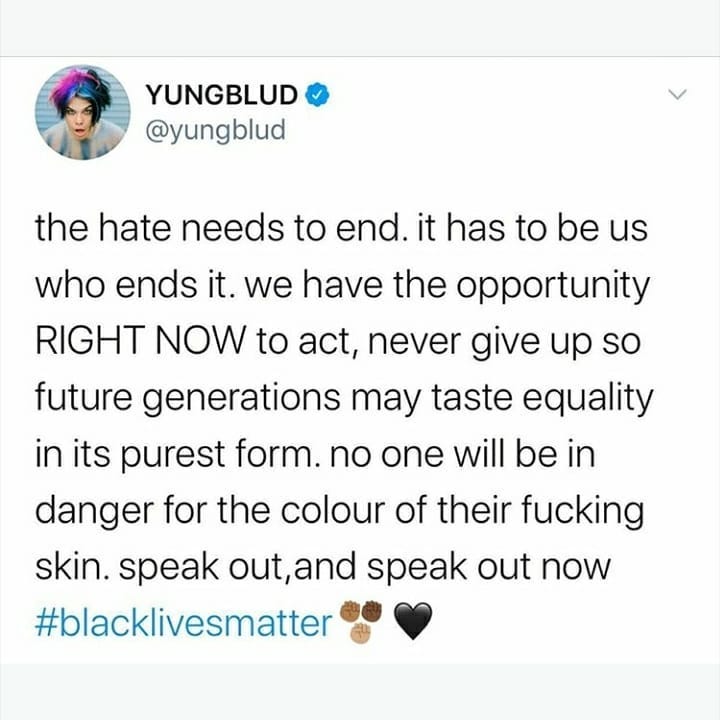 YUNGBLUD
@yungblud
the hate needs to end. it has to be us
who ends it. we have the opportunity
RIGHT NOW to act, never give up so
future generations may taste equality
in its purest form. no one will be in
danger for the colour of their fucking
skin. speak out,and speak out now
#blacklivesmatter✊🏾✊🏿✊🏼 🖤